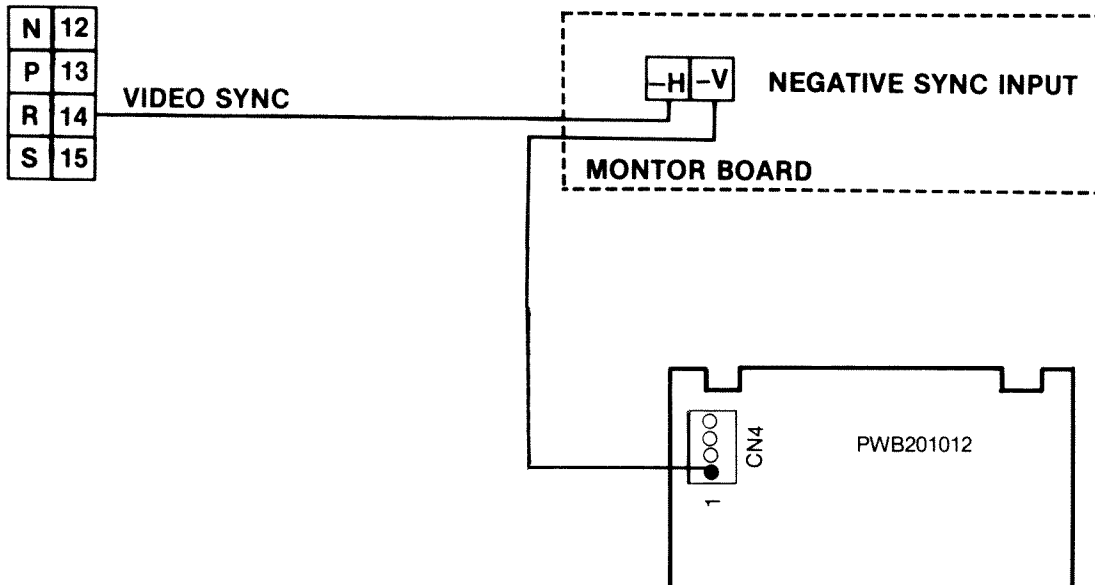 N 12
P 13
R 14
S 15
VIDEO SYNC
–H –V
NEGATIVE SYNC INPUT
MONTOR BOARD
CN4
1
PWB201012